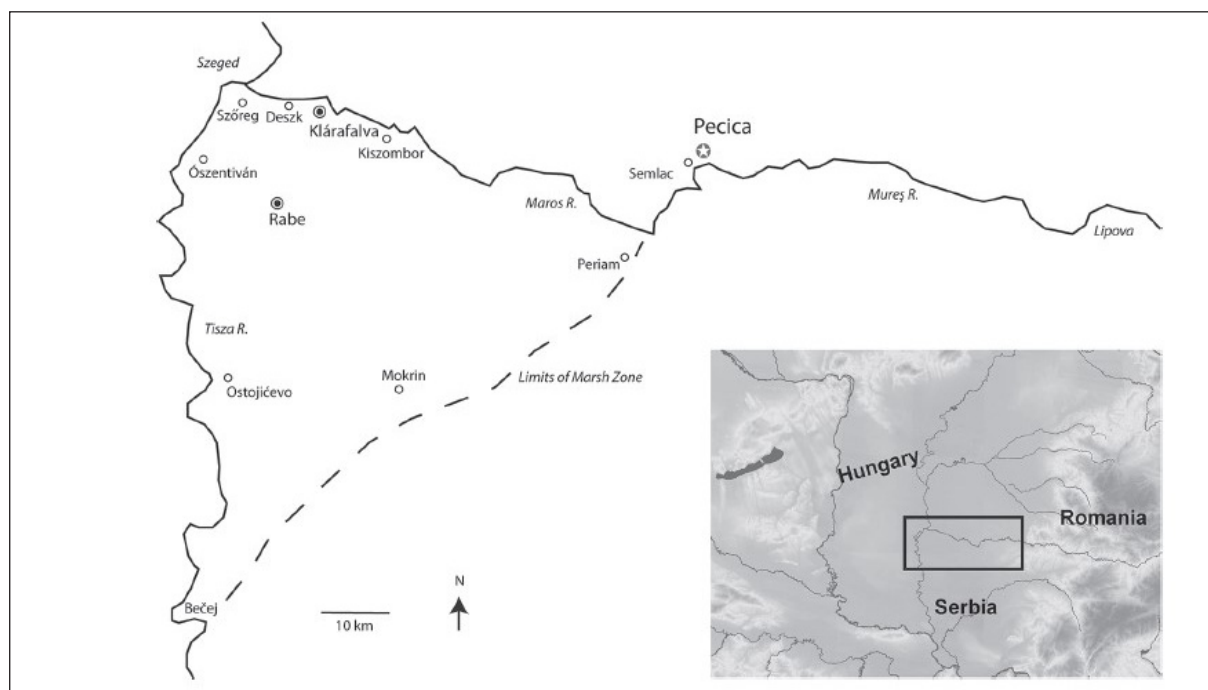 Szeged
Szőreg
Deszk
Klárafalva
Kiszombor
Pecica
Semlac
Ószentiván
Rabe
Maros R.
Mureş R.
Lipova
Periam
Tisza R.
Ostojićevo
Mokrin
Limits of Marsh Zone
Bečej
10 km
N
Hungary
Romania
Serbia